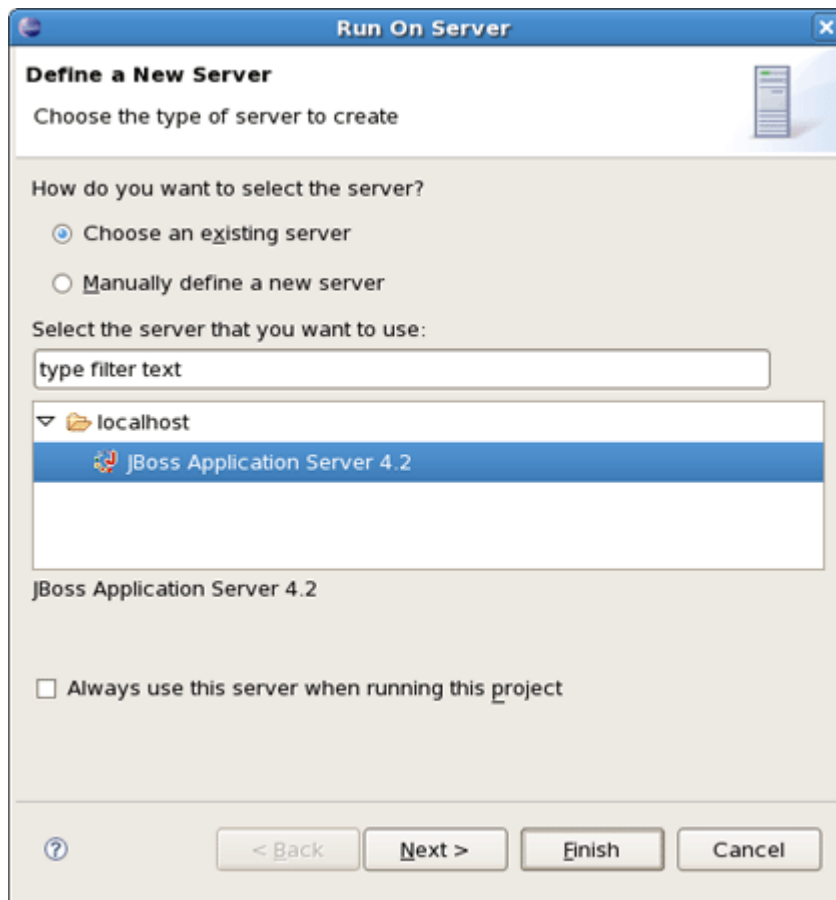 Run On Server
Define a New Server
Choose the type of server to create
How do you want to select the server?
Choose an existing server
Manually define a new server
Select the server that you want to use:
type filter text
localhost
JBoss Application Server 4.2
JBoss Application Server 4.2
Always use this server when running this project
? < Back Next > Finish Cancel